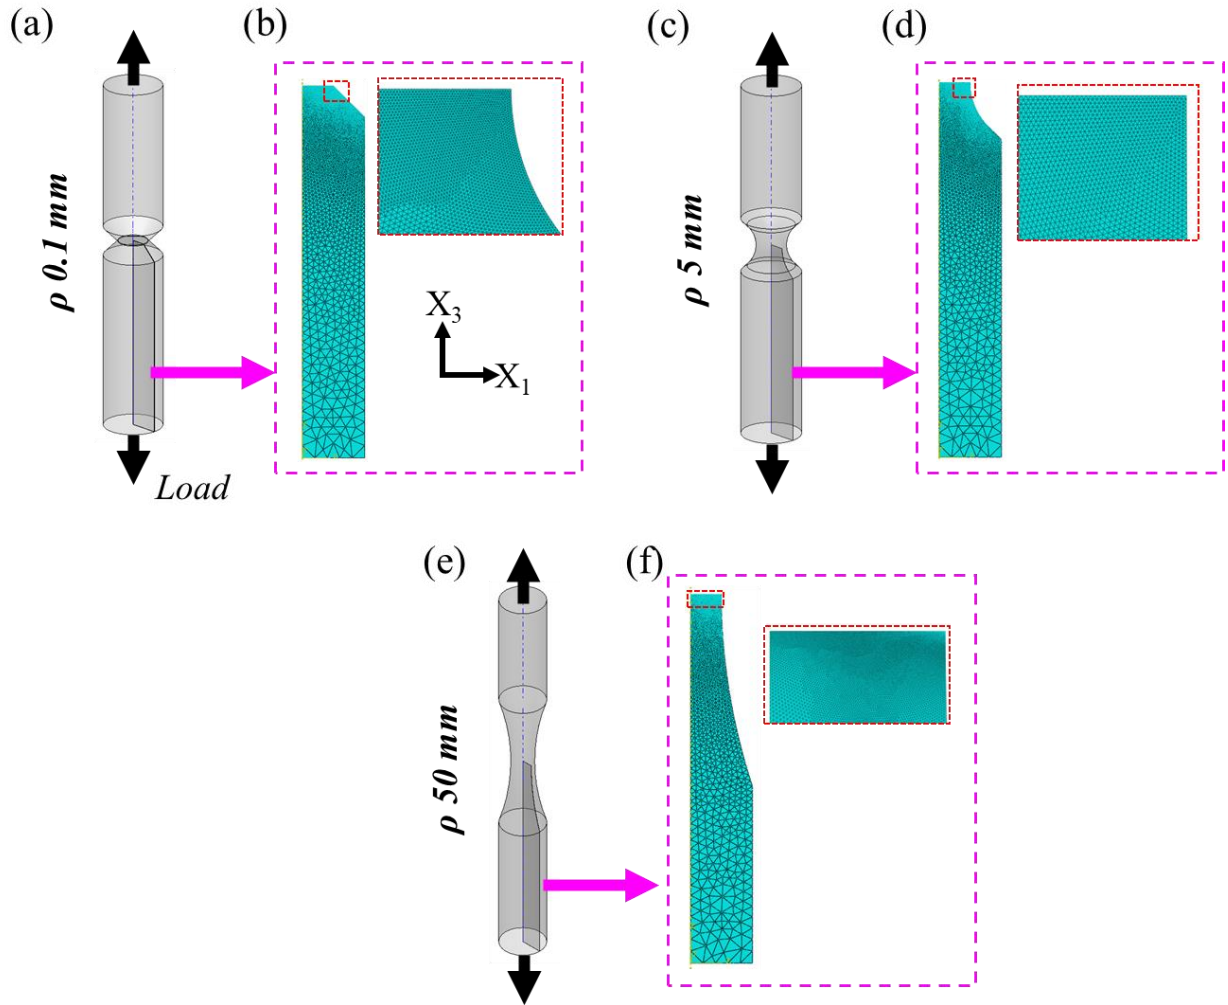 (a)
(b)
(c)
(d)
ρ 0.1 mm
ρ 5 mm
X3
X1
Load
(e)
(f)
ρ 50 mm